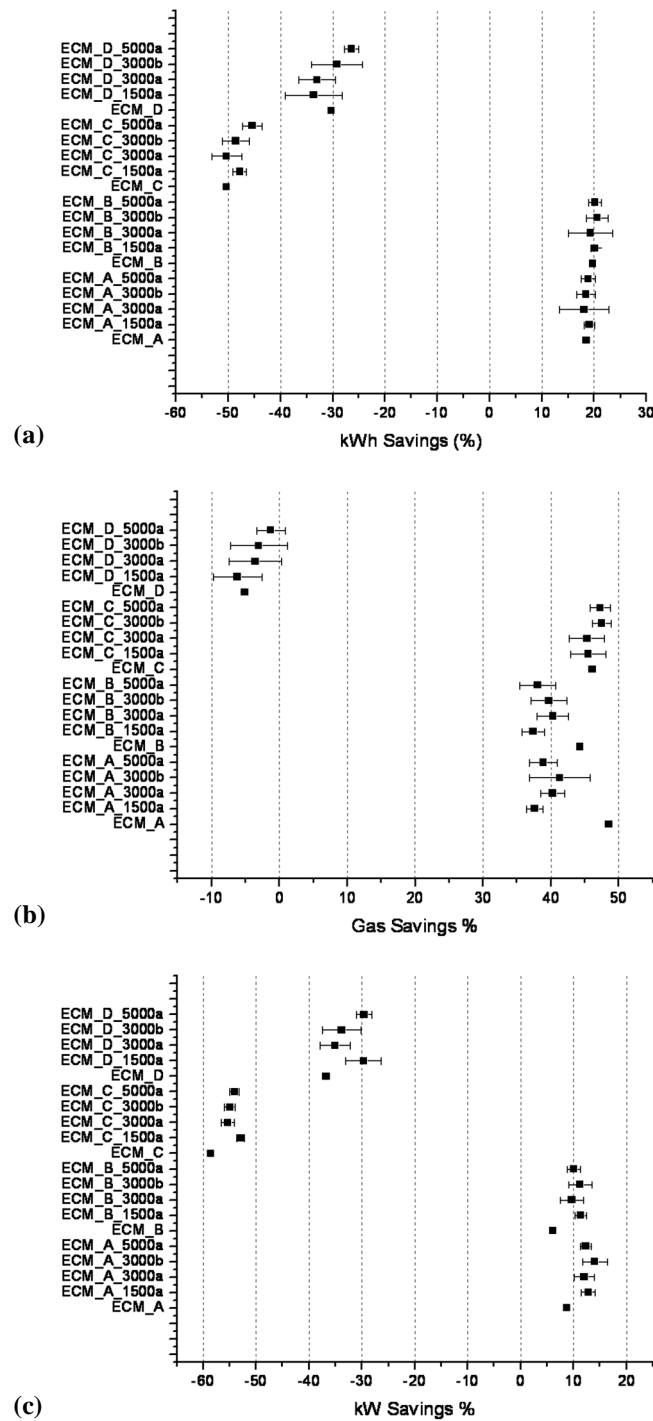 ECM_D_5000a
ECM_D_3000b
ECM_D_3000a
ECM_D_1500a
ECM_D
ECM_C_5000a
ECM_C_3000b
ECM_C_3000a
ECM_C_1500a
ECM_C
ECM_B_5000a
ECM_B_3000b
ECM_B_3000a
ECM_B_1500a
ECM_B
ECM_A_5000a
ECM_A_3000b
ECM_A_3000a
ECM_A_1500a
ECM_A
-60 -50 -40 -30 -20 -10 0 10 20 30
(a) kWh Savings (%)
ECM_D_5000a
ECM_D_3000b
ECM_D_3000a
ECM_D_1500a
ECM_D
ECM_C_5000a
ECM_C_3000b
ECM_C_3000a
ECM_C_1500a
ECM_C
ECM_B_5000a
ECM_B_3000b
ECM_B_3000a
ECM_B_1500a
ECM_B
ECM_A_5000a
ECM_A_3000b
ECM_A_3000a
ECM_A_1500a
ECM_A
-10 0 10 20 30 40 50
(b) Gas Savings %
ECM_D_5000a
ECM_D_3000b
ECM_D_3000a
ECM_D_1500a
ECM_D
ECM_C_5000a
ECM_C_3000b
ECM_C_3000a
ECM_C_1500a
ECM_C
ECM_B_5000a
ECM_B_3000b
ECM_B_3000a
ECM_B_1500a
ECM_B
ECM_A_5000a
ECM_A_3000b
ECM_A_3000a
ECM_A_1500a
ECM_A
-60 -50 -40 -30 -20 -10 0 10 20
(c) kW Savings %